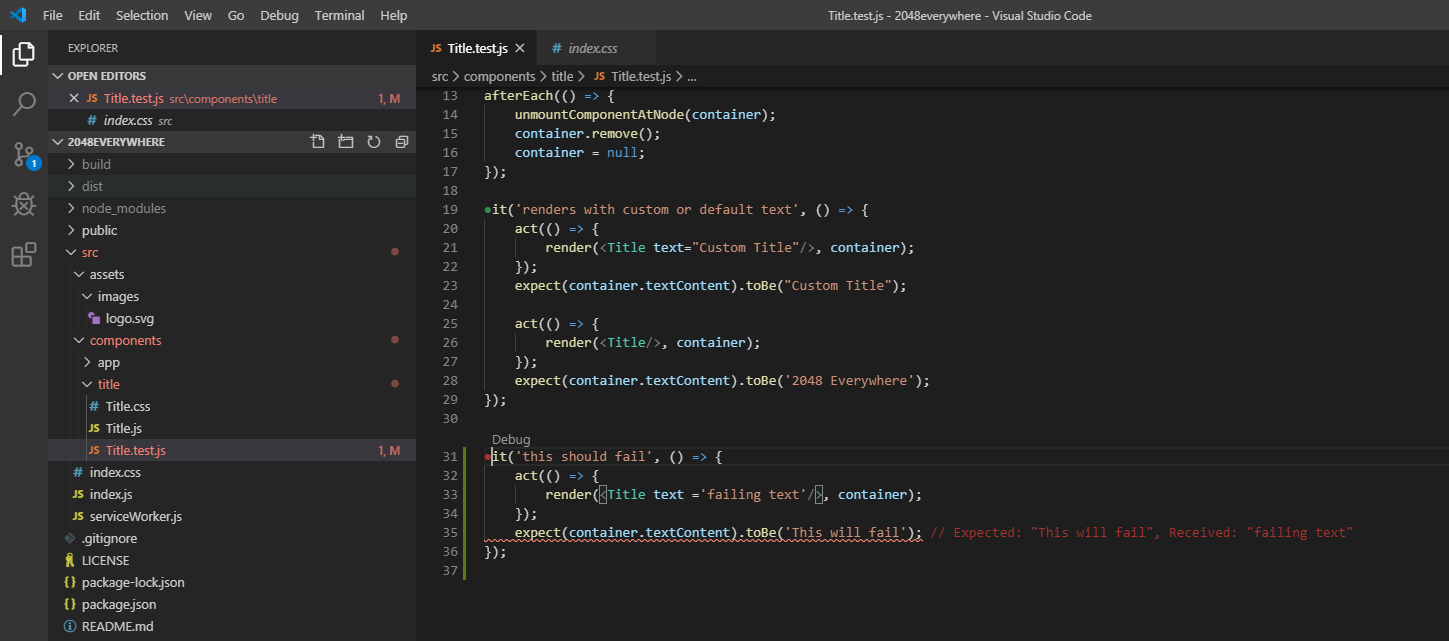 File Edit Selection View Go Debug Terminal Help
Title.test.js - 2048everywhere - Visual Studio Code
EXPLORER
OPEN EDITORS
JS Title.test.js src\components\title 1, M
# index.css src
2048EVERYWHERE
build
dist
node_modules
public
src
assets
images
logo.svg
components
app
title
# Title.css
JS Title.js
JS Title.test.js 1, M
# index.css
JS index.js
JS serviceWorker.js
.gitignore
LICENSE
{} package-lock.json
{} package.json
README.md
1
JS Title.test.js
# index.css
src > components > title > JS Title.test.js > ...
13 afterEach(() => {
14 unmountComponentAtNode(container);
15 container.remove();
16 container = null;
17 });
18
19 it('renders with custom or default text', () => {
20 act(() => {
21 render(<Title text="Custom Title"/>, container);
22 });
23 expect(container.textContent).toBe("Custom Title");
24
25 act(() => {
26 render(<Title/>, container);
27 });
28 expect(container.textContent).toBe('2048 Everywhere');
29 });
30
Debug
31 it('this should fail', () => {
32 act(() => {
33 render(<Title text ='failing text'/>, container);
34 });
35 expect(container.textContent).toBe('This will fail'); // Expected: "This will fail", Received: "failing text"
36 });
37